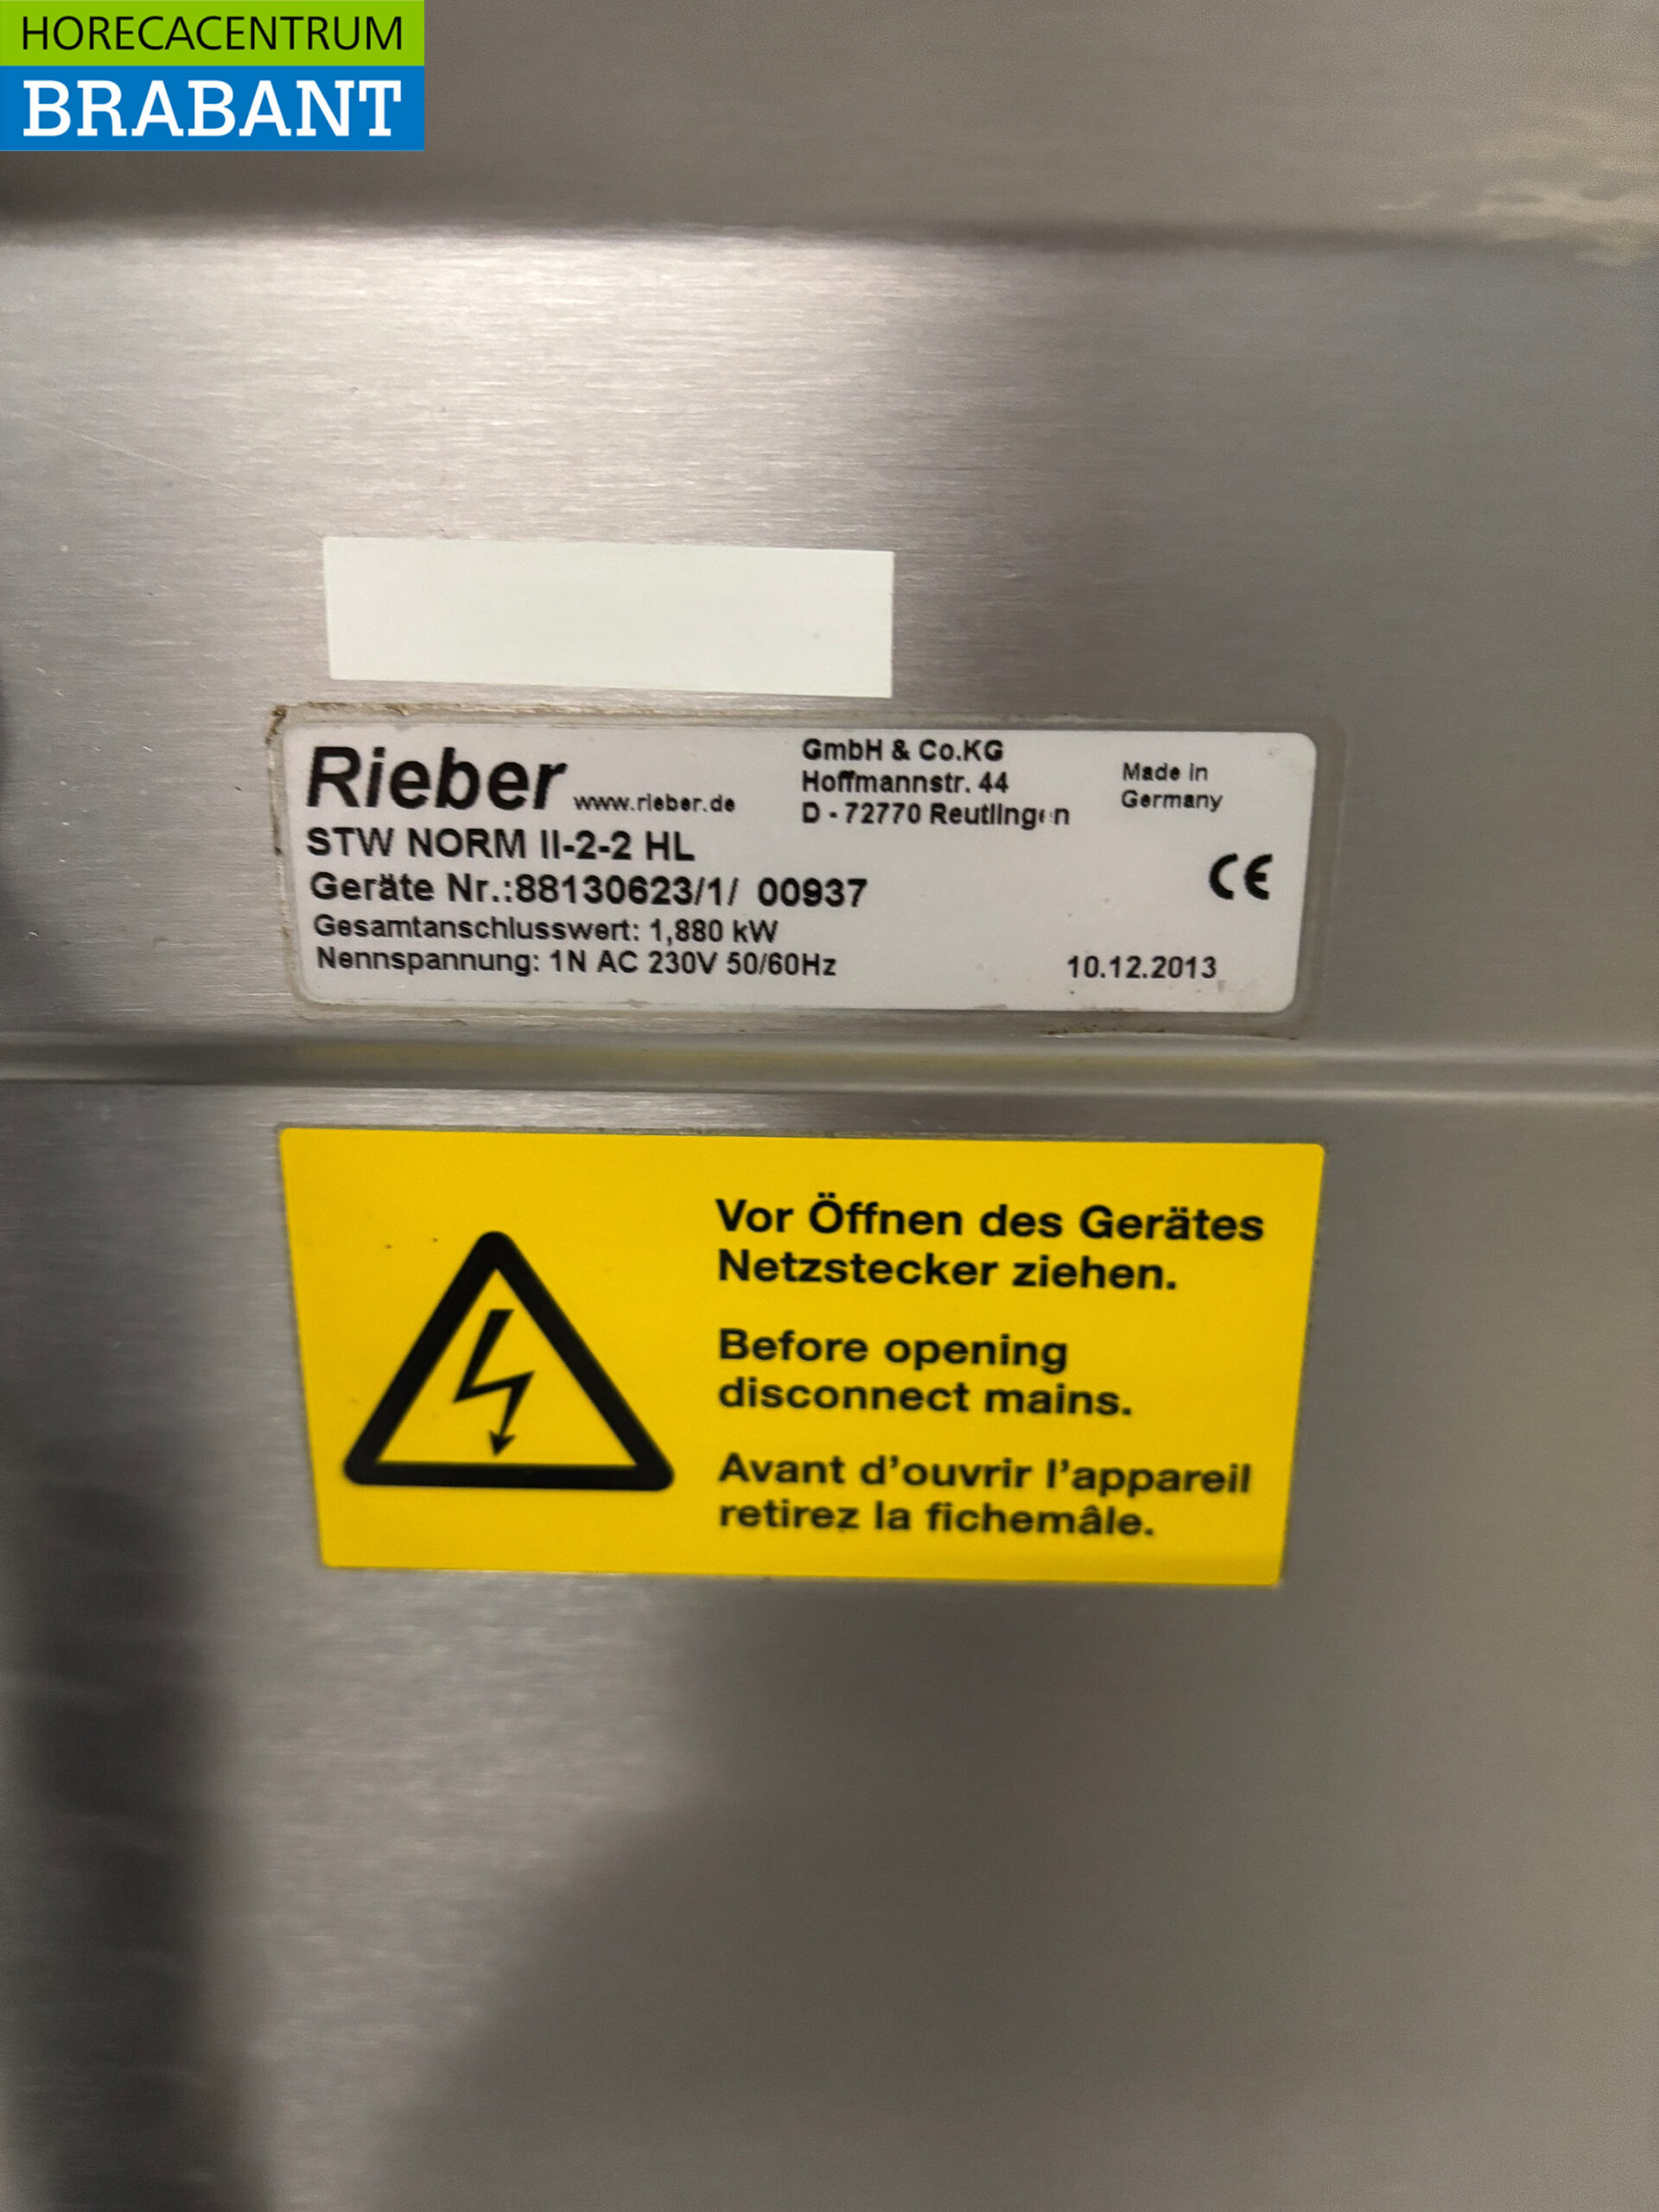 HORECACENTRUM
BRABANT
Rieber www.rieber.de
GmbH & Co.KG
Hoffmannstr. 44
D - 72770 Reutlingen
Made in
Germany
STW NORM II-2-2 HL
Geräte Nr.:88130623/1/ 00937
CE
Gesamtanschlusswert: 1,880 kW
Nennspannung: 1N AC 230V 50/60Hz
10.12.2013
Vor Öffnen des Gerätes
Netzstecker ziehen.
Before opening
disconnect mains.
Avant d'ouvrir l'appareil
retirez la fichemâle.